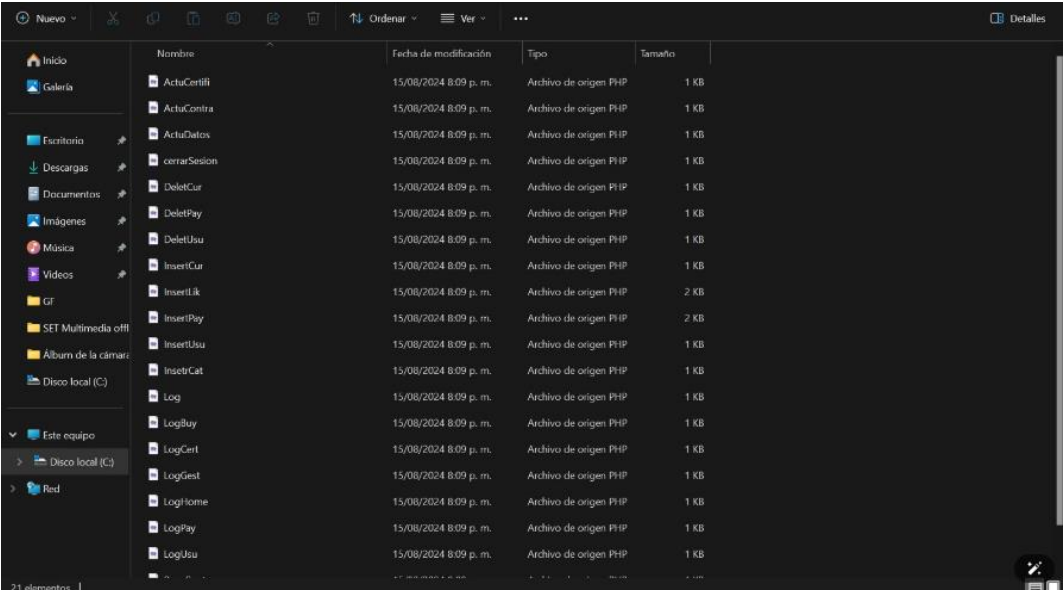 Nuevo Ordenar Ver ... Detalles
Nombre Fecha de modificación Tipo Tamaño
Inicio
Galería
Escritorio
Descargas
Documentos
Imágenes
Música
Videos
GF
SET Multimedia offl
Álbum de la cámara
Disco local (C:)
Este equipo
Disco local (C:)
Red
ActuCertifi 15/08/2024 8:09 p. m. Archivo de origen PHP 1 KB
ActuContra 15/08/2024 8:09 p. m. Archivo de origen PHP 1 KB
ActuDatos 15/08/2024 8:09 p. m. Archivo de origen PHP 1 KB
cerrarSesion 15/08/2024 8:09 p. m. Archivo de origen PHP 1 KB
DeletCur 15/08/2024 8:09 p. m. Archivo de origen PHP 1 KB
DeletPay 15/08/2024 8:09 p. m. Archivo de origen PHP 1 KB
DeletUsu 15/08/2024 8:09 p. m. Archivo de origen PHP 1 KB
InsertCur 15/08/2024 8:09 p. m. Archivo de origen PHP 1 KB
InsertLik 15/08/2024 8:09 p. m. Archivo de origen PHP 2 KB
InsertPay 15/08/2024 8:09 p. m. Archivo de origen PHP 2 KB
InsertUsu 15/08/2024 8:09 p. m. Archivo de origen PHP 1 KB
InsetrCat 15/08/2024 8:09 p. m. Archivo de origen PHP 1 KB
Log 15/08/2024 8:09 p. m. Archivo de origen PHP 1 KB
LogBuy 15/08/2024 8:09 p. m. Archivo de origen PHP 1 KB
LogCert 15/08/2024 8:09 p. m. Archivo de origen PHP 1 KB
LogGest 15/08/2024 8:09 p. m. Archivo de origen PHP 1 KB
LogHome 15/08/2024 8:09 p. m. Archivo de origen PHP 1 KB
LogPay 15/08/2024 8:09 p. m. Archivo de origen PHP 1 KB
LogUsu 15/08/2024 8:09 p. m. Archivo de origen PHP 1 KB
21 elementos